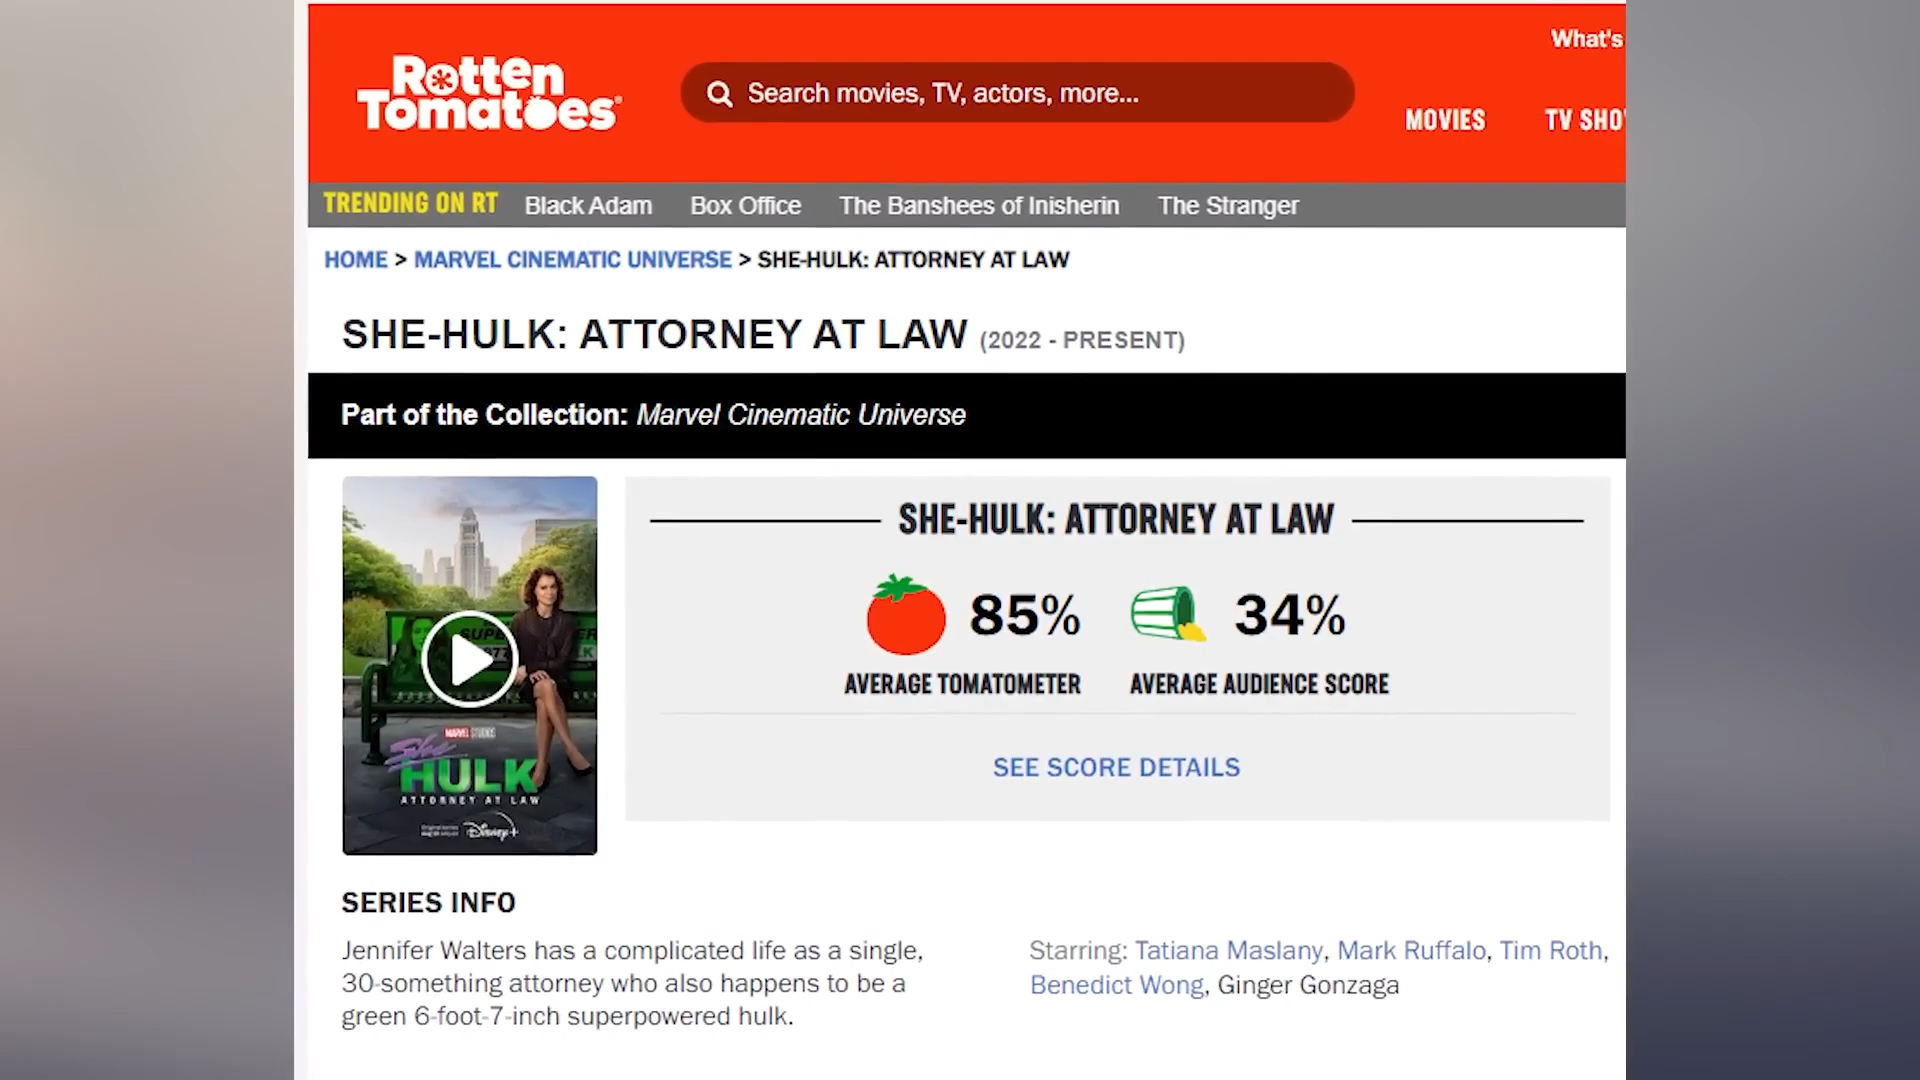 What's
Rotten
Tomatoes
Search movies, TV, actors, more...
MOVIES
TV SHO
TRENDING ON RT
Black Adam
Box Office
The Banshees of Inisherin
The Stranger
HOME > MARVEL CINEMATIC UNIVERSE > SHE-HULK: ATTORNEY AT LAW
SHE-HULK: ATTORNEY AT LAW (2022 - PRESENT)
Part of the Collection: Marvel Cinematic Universe
SHE-HULK: ATTORNEY AT LAW
85%
34%
AVERAGE TOMATOMETER
AVERAGE AUDIENCE SCORE
SEE SCORE DETAILS
MARVEL STUDIOS
She
HULK
ATTORNEY AT LAW
Disney+
SERIES INFO
Jennifer Walters has a complicated life as a single,
30-something attorney who also happens to be a
green 6-foot-7-inch superpowered hulk.
Starring: Tatiana Maslany, Mark Ruffalo, Tim Roth,
Benedict Wong, Ginger Gonzaga